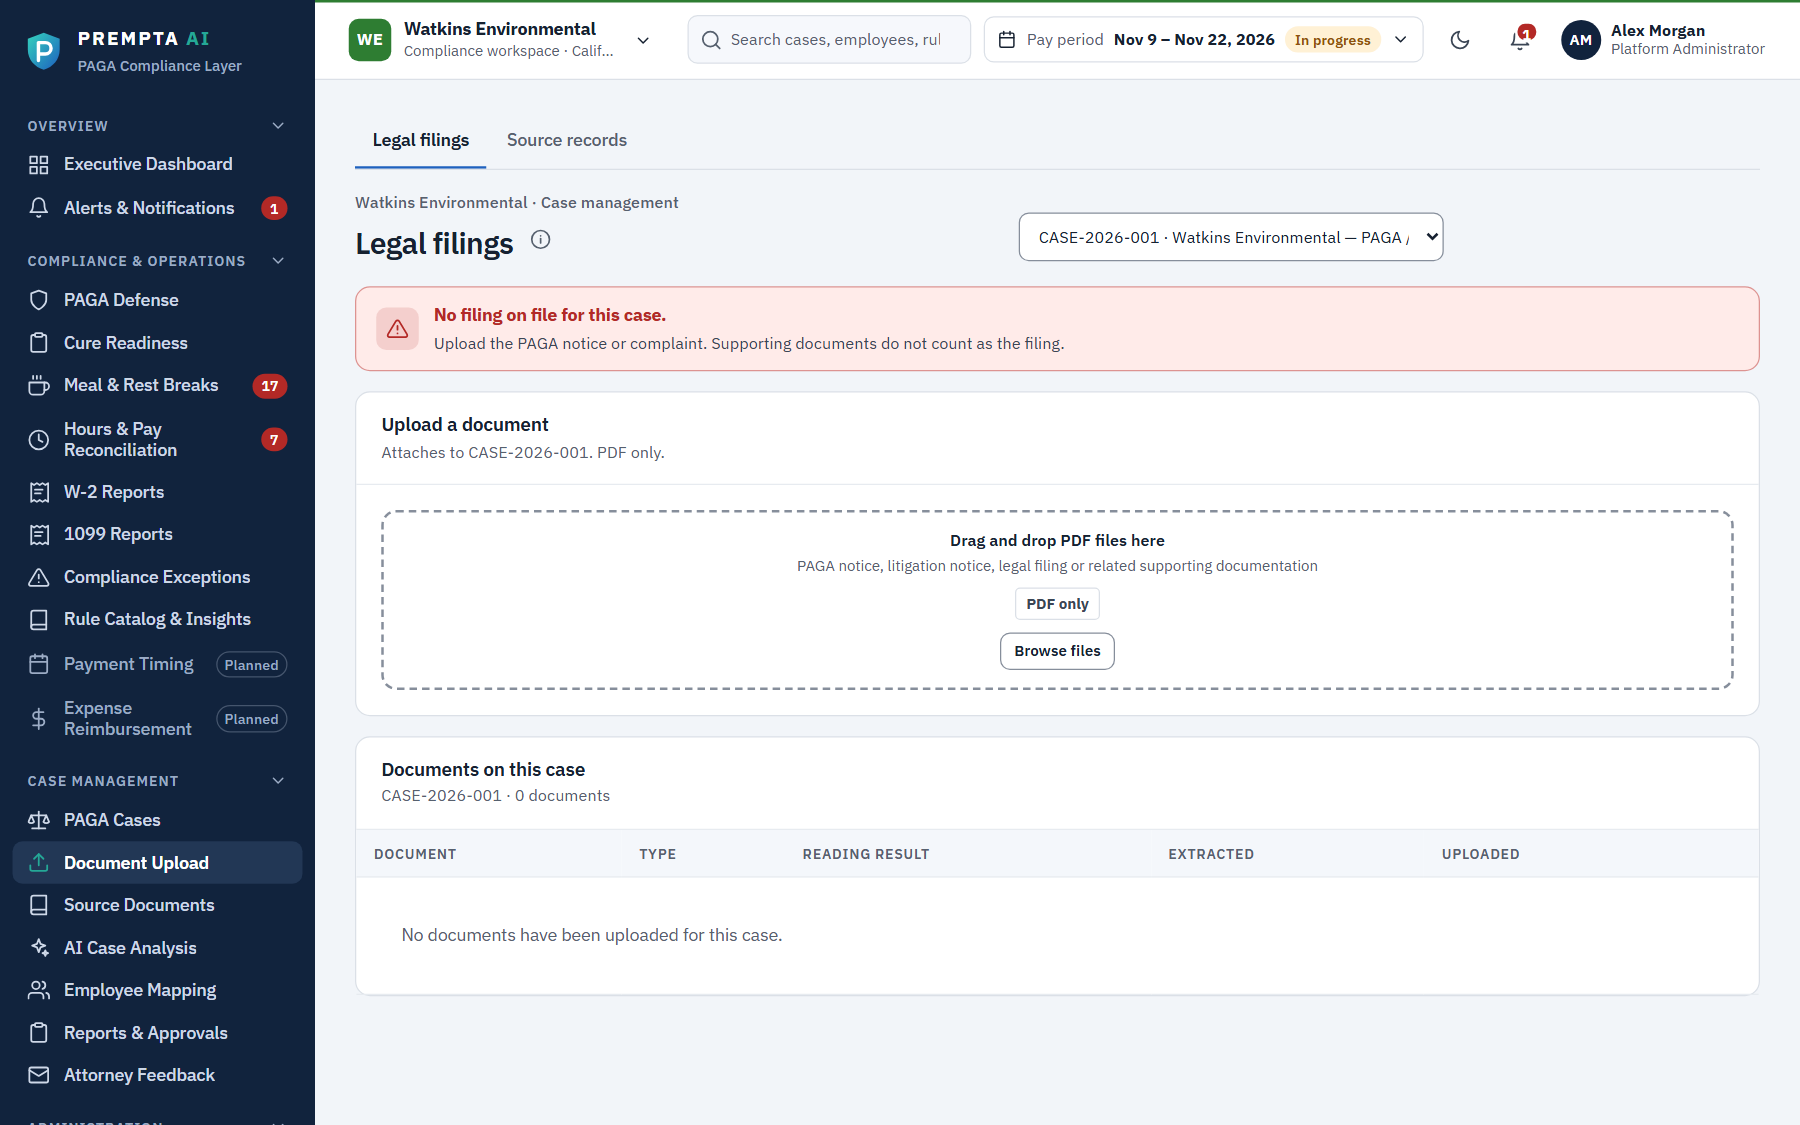 PREMPTA AI
PAGA Compliance Layer
OVERVIEW
Executive Dashboard
Alerts & Notifications 1
COMPLIANCE & OPERATIONS
PAGA Defense
Cure Readiness
Meal & Rest Breaks 17
Hours & Pay
Reconciliation 7
W-2 Reports
1099 Reports
Compliance Exceptions
Rule Catalog & Insights
Payment Timing Planned
Expense
Reimbursement Planned
CASE MANAGEMENT
PAGA Cases
Document Upload
Source Documents
AI Case Analysis
Employee Mapping
Reports & Approvals
Attorney Feedback
ADMINISTRATION
WE
Watkins Environmental
Compliance workspace · Calif...
Search cases, employees, rul
Pay period Nov 9 – Nov 22, 2026 In progress
1
AM
Alex Morgan
Platform Administrator
Legal filings Source records
Watkins Environmental · Case management
Legal filings
CASE-2026-001 · Watkins Environmental — PAGA /
No filing on file for this case.
Upload the PAGA notice or complaint. Supporting documents do not count as the filing.
Upload a document
Attaches to CASE-2026-001. PDF only.
Drag and drop PDF files here
PAGA notice, litigation notice, legal filing or related supporting documentation
PDF only
Browse files
Documents on this case
CASE-2026-001 · 0 documents
DOCUMENT TYPE READING RESULT EXTRACTED UPLOADED
No documents have been uploaded for this case.